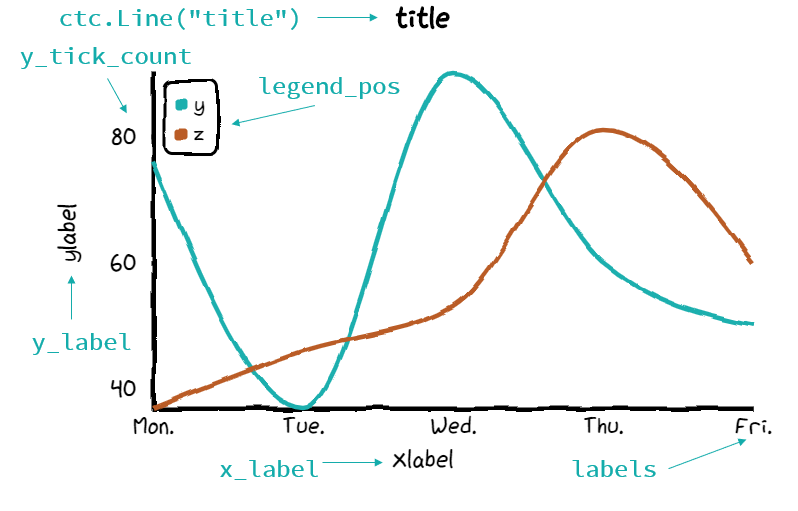 ctc.Line("title") title
y_tick_count
legend_pos
y
z
80
60
40
ylabel
y_label
Mon. Tue. Wed. Thu. Fri.
x_label xlabel labels